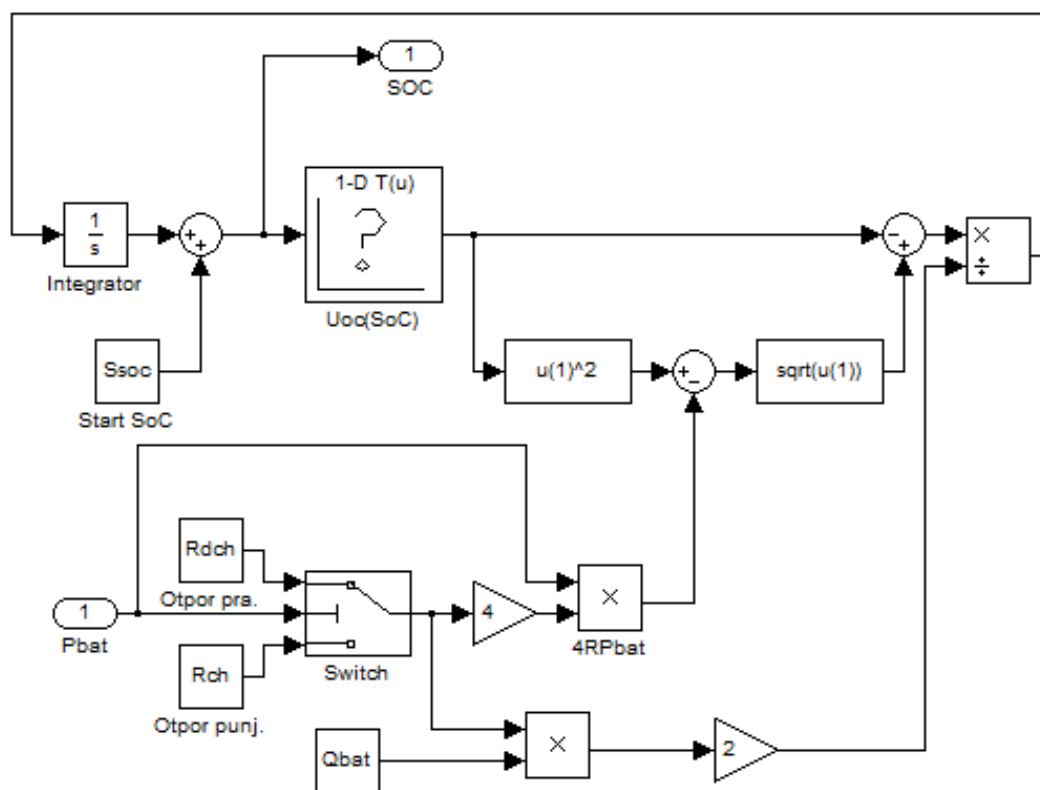 1
SOC
1-D T(u)
1
s
Integrator
Uoc(SoC)
×
÷
Ssoc
Start SoC
u(1)^2
sqrt(u(1))
Rdch
Otpor pra.
1
Pbat
4
×
4RPbat
Rch
Otpor punj.
Switch
Qbat
×
2